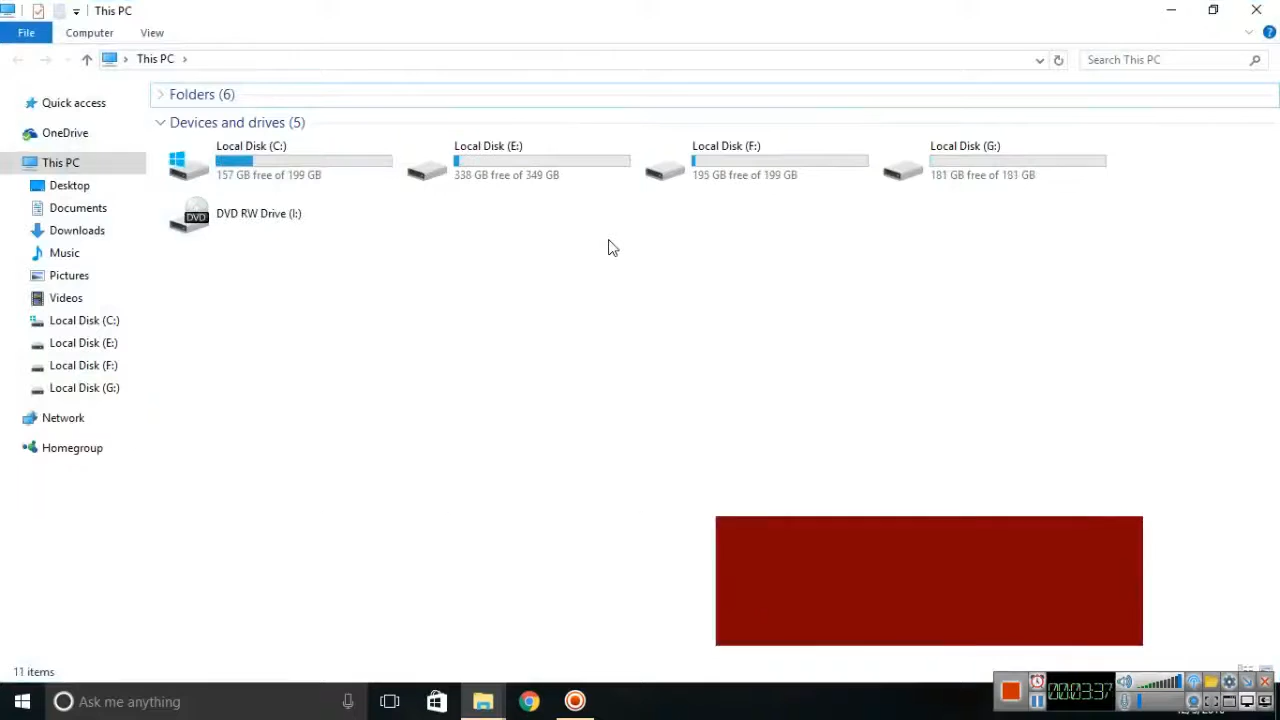 This PC
File Computer View
This PC
Search This PC
Quick access
OneDrive
This PC
Desktop
Documents
Downloads
Music
Pictures
Videos
Local Disk (C:)
Local Disk (E:)
Local Disk (F:)
Local Disk (G:)
Network
Homegroup
Folders (6)
Devices and drives (5)
Local Disk (C:)
157 GB free of 199 GB
Local Disk (E:)
338 GB free of 349 GB
Local Disk (F:)
195 GB free of 199 GB
Local Disk (G:)
181 GB free of 181 GB
DVD
DVD RW Drive (I:)
11 items
Ask me anything
00:03:37